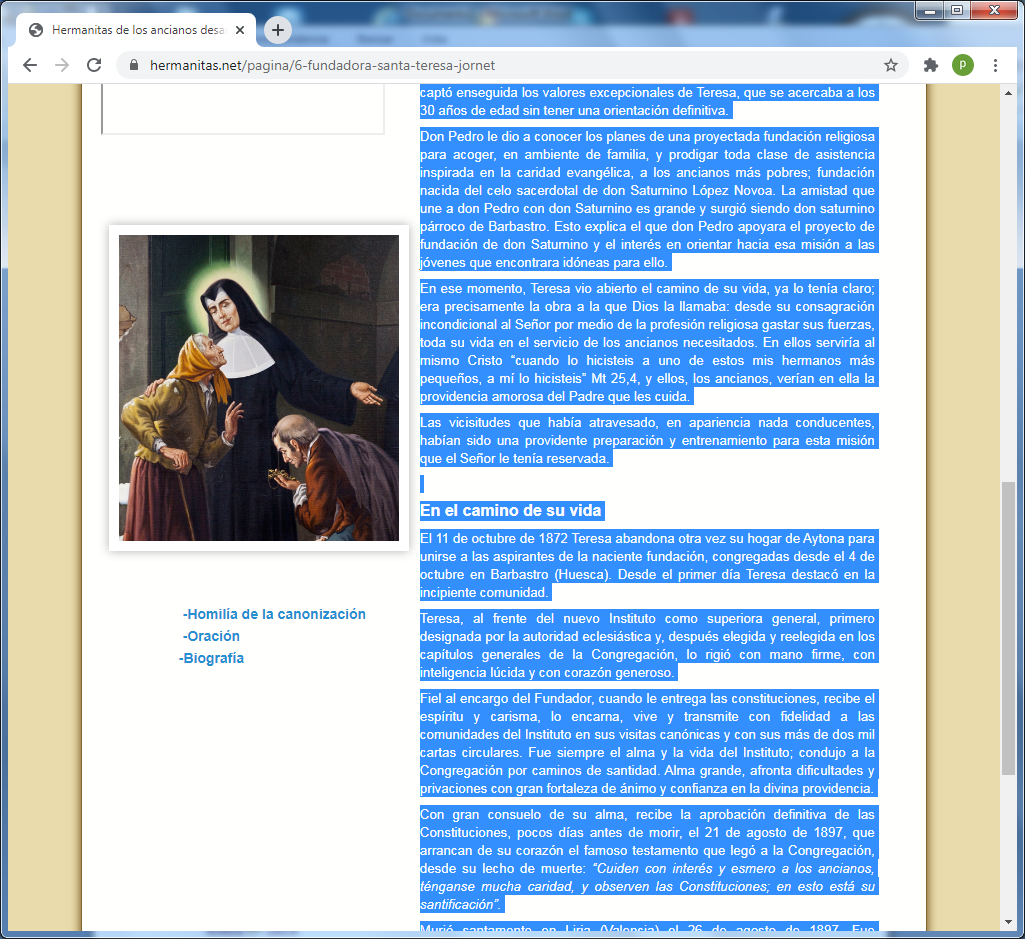 Hermanitas de los ancianos desa
hermanitas.net/pagina/6-fundadora-santa-teresa-jornet
p
captó enseguida los valores excepcionales de Teresa, que se acercaba a los
30 años de edad sin tener una orientación definitiva.
Don Pedro le dio a conocer los planes de una proyectada fundación religiosa
para acoger, en ambiente de familia, y prodigar toda clase de asistencia
inspirada en la caridad evangélica, a los ancianos más pobres; fundación
nacida del celo sacerdotal de don Saturnino López Novoa. La amistad que
une a don Pedro con don Saturnino es grande y surgió siendo don saturnino
párroco de Barbastro. Esto explica el que don Pedro apoyara el proyecto de
fundación de don Saturnino y el interés en orientar hacia esa misión a las
jóvenes que encontrara idóneas para ello.
En ese momento, Teresa vio abierto el camino de su vida, ya lo tenía claro;
era precisamente la obra a la que Dios la llamaba: desde su consagración
incondicional al Señor por medio de la profesión religiosa gastar sus fuerzas,
toda su vida en el servicio de los ancianos necesitados. En ellos serviría al
mismo Cristo “cuando lo hicisteis a uno de estos mis hermanos más
pequeños, a mí lo hicisteis” Mt 25,4, y ellos, los ancianos, verían en ella la
providencia amorosa del Padre que les cuida.
Las vicisitudes que había atravesado, en apariencia nada conducentes,
habían sido una providente preparación y entrenamiento para esta misión
que el Señor le tenía reservada.
En el camino de su vida
El 11 de octubre de 1872 Teresa abandona otra vez su hogar de Aytona para
unirse a las aspirantes de la naciente fundación, congregadas desde el 4 de
octubre en Barbastro (Huesca). Desde el primer día Teresa destacó en la
incipiente comunidad.
Teresa, al frente del nuevo Instituto como superiora general, primero
designada por la autoridad eclesiástica y, después elegida y reelegida en los
capítulos generales de la Congregación, lo rigió con mano firme, con
inteligencia lúcida y con corazón generoso.
Fiel al encargo del Fundador, cuando le entrega las constituciones, recibe el
espíritu y carisma, lo encarna, vive y transmite con fidelidad a las
comunidades del Instituto en sus visitas canónicas y con sus más de dos mil
cartas circulares. Fue siempre el alma y la vida del Instituto; condujo a la
Congregación por caminos de santidad. Alma grande, afronta dificultades y
privaciones con gran fortaleza de ánimo y confianza en la divina providencia.
Con gran consuelo de su alma, recibe la aprobación definitiva de las
Constituciones, pocos días antes de morir, el 21 de agosto de 1897, que
arrancan de su corazón el famoso testamento que legó a la Congregación,
desde su lecho de muerte: “Cuiden con interés y esmero a los ancianos,
ténganse mucha caridad, y observen las Constituciones; en esto está su
santificación”.
Murió santamente en Liria (Valencia) el 26 de agosto de 1897. Fue
-Homilía de la canonización
-Oración
-Biografía